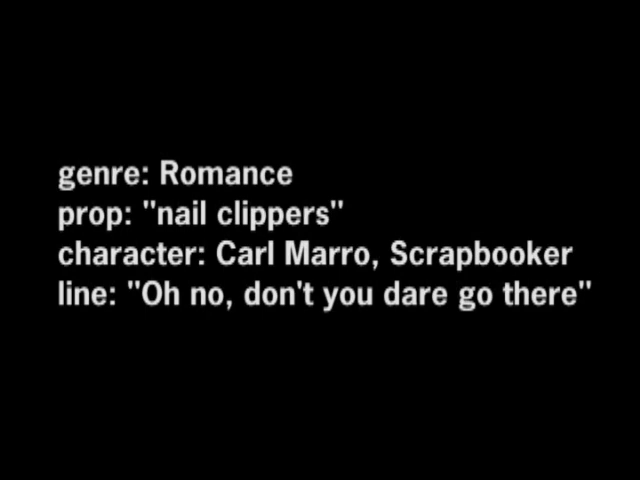 genre: Romance
prop: "nail clippers"
character: Carl Marro, Scrapbooker
line: "Oh no, don't you dare go there"